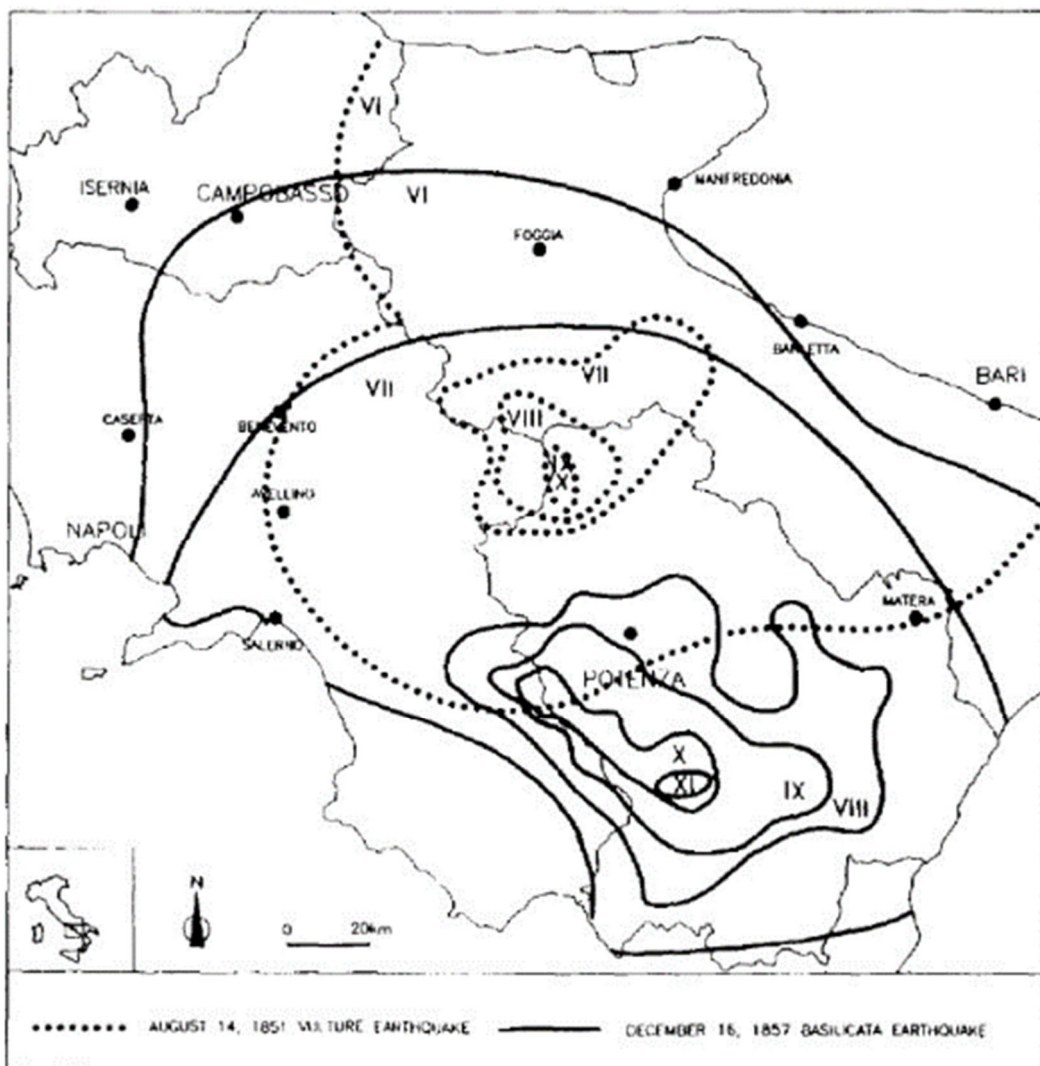 VI
ISERNIA
CAMPOBASSO
VI
MANFREDONIA
FOGGIA
BARLETTA
VII
VII
BARI
CASERTA
BENEVENTO
VIII
IX
X
AVELLINO
NAPOLI
MATERA
SALERNO
POTENZA
X
XI
IX
VIII
N
0 20km
AUGUST 14, 1851 VULTURE EARTHQUAKE
DECEMBER 16, 1857 BASILICATA EARTHQUAKE